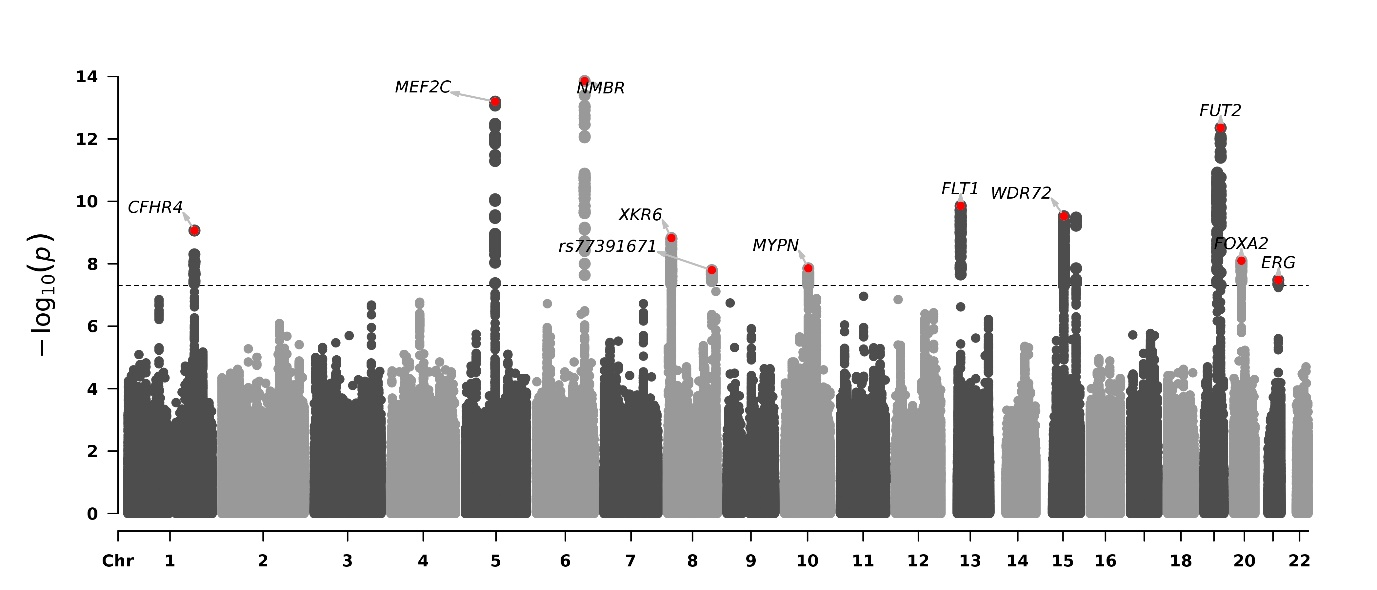 14
MEF2C
NMBR
12
FUT2
10
CFHR4
FLT1
WDR72
XKR6
rs77391671
MYPN
FOXA2
8
ERG
−log10(p)
6
4
2
0
Chr 1 2 3 4 5 6 7 8 9 10 11 12 13 14 15 16 18 20 22